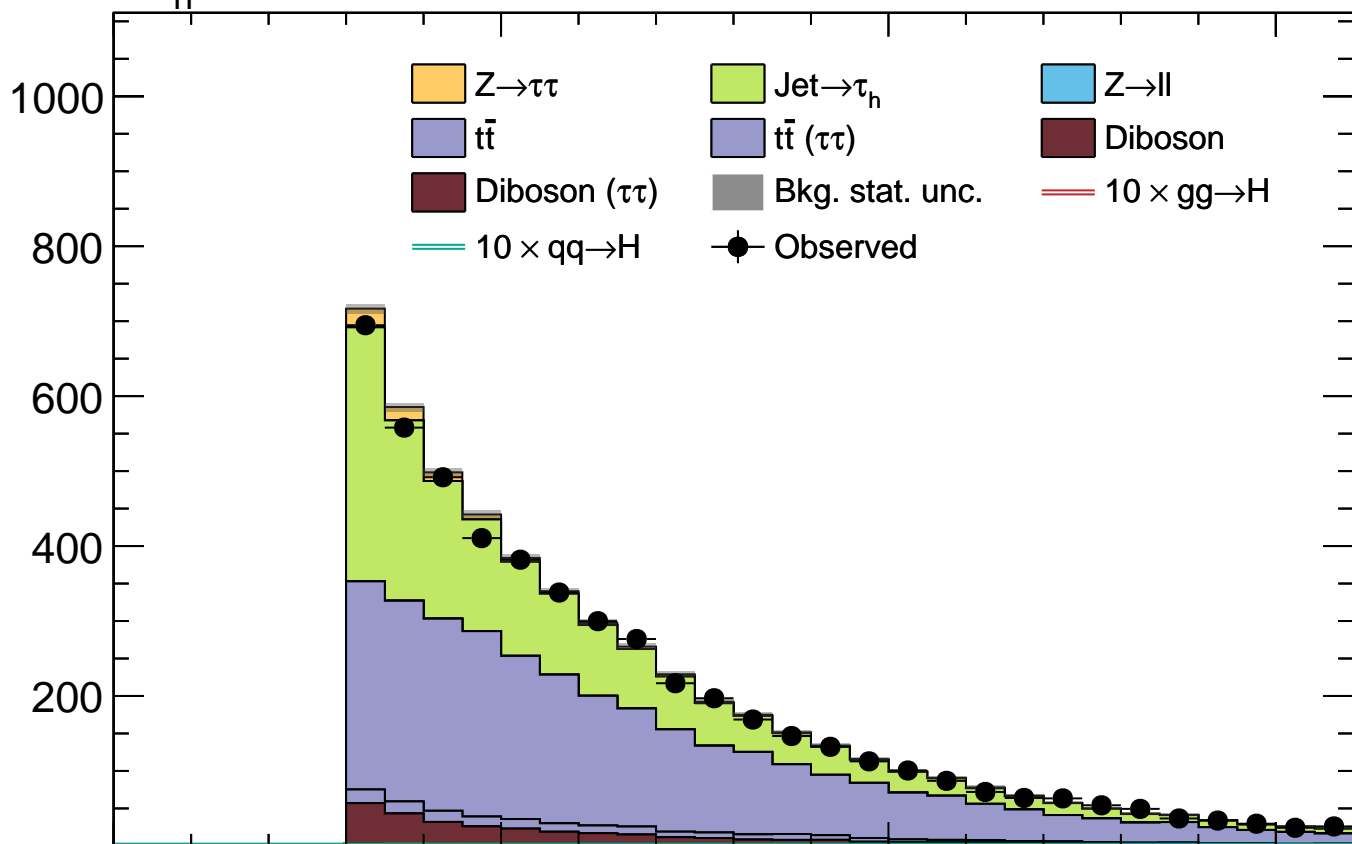 1000
Z→ττ Jet→τh Z→ll
tt̄ tt̄ (ττ) Diboson
Diboson (ττ) Bkg. stat. unc. 10 × gg→H
800
10 × qq→H Observed
600
400
200